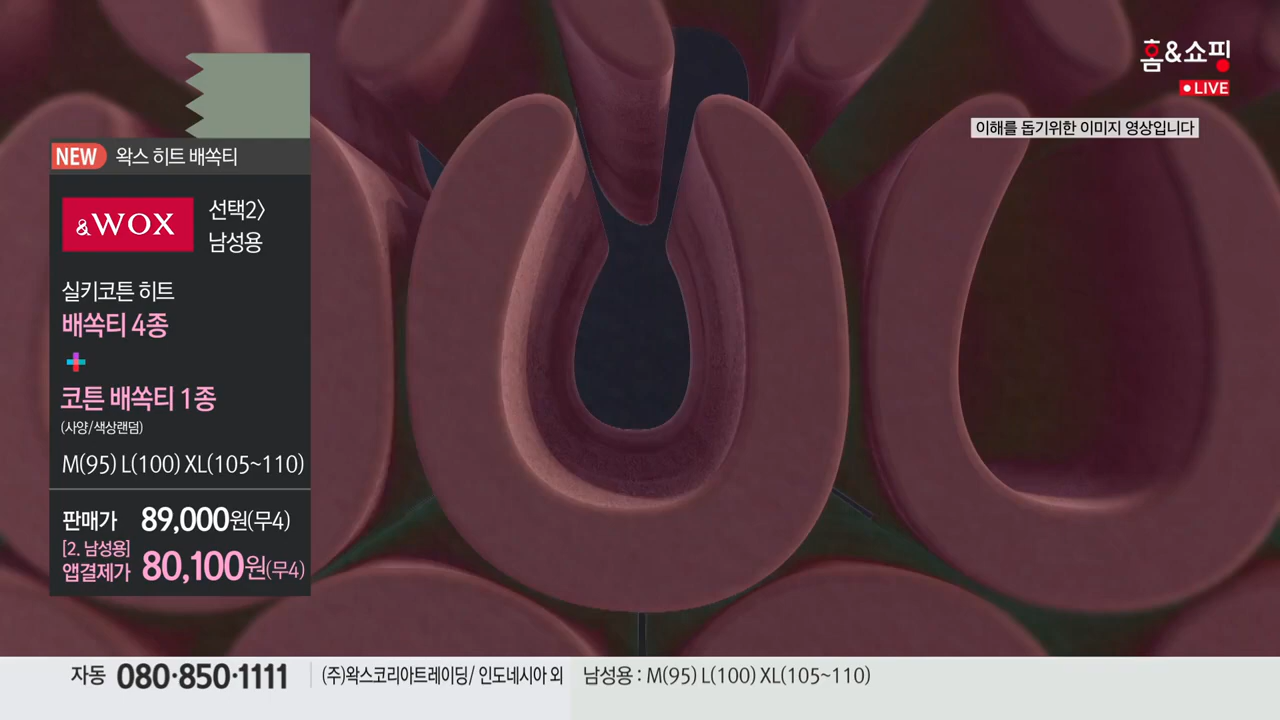 홈&쇼핑
LIVE
이해를 돕기위한 이미지 영상입니다
NEW 왁스 히트 배쏙티
&WOX
선택2〉
남성용
실키코튼 히트
배쏙티 4종
+
코튼 배쏙티 1종
(사양/색상랜덤)
M(95) L(100) XL(105~110)
판매가 89,000원(무4)
[2. 남성용]
앱결제가 80,100원(무4)
자동 080·850·1111 (주)왁스코리아트레이딩/ 인도네시아 외 남성용 : M(95) L(100) XL(105~110)